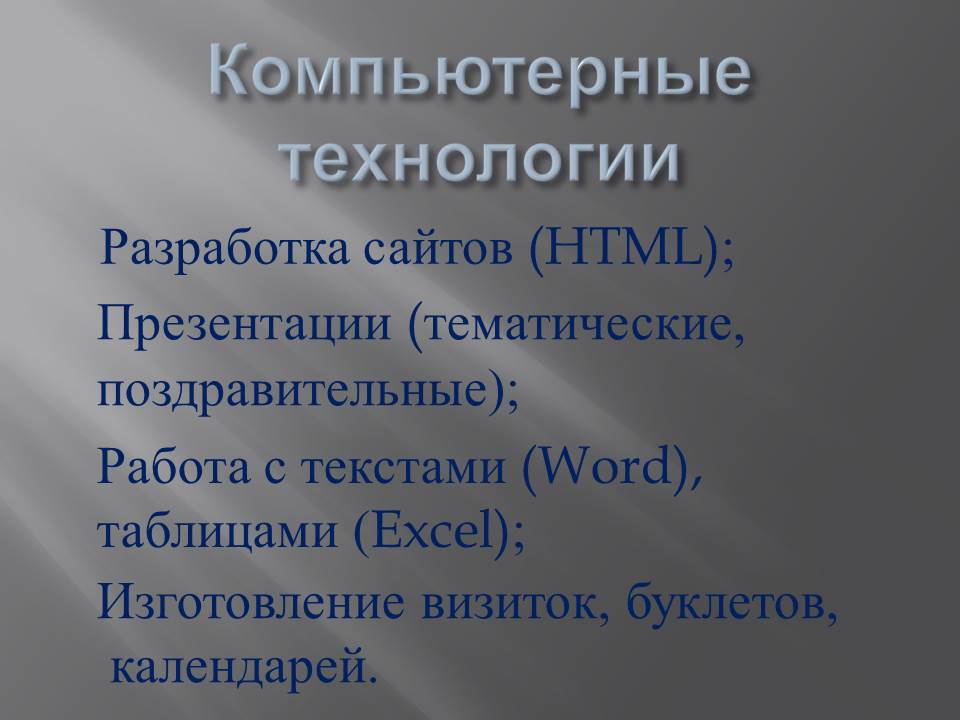 Компьютерные
технологии
Разработка сайтов (HTML);
Презентации (тематические,
поздравительные);
Работа с текстами (Word),
таблицами (Excel);
Изготовление визиток, буклетов,
календарей.